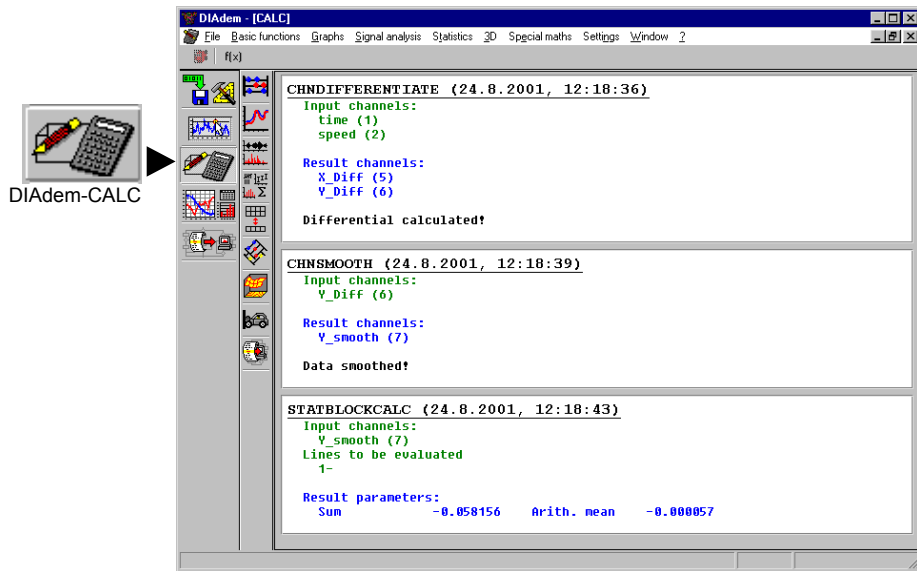 DIAdem - [CALC]
File Basic functions Graphs Signal analysis Statistics 3D Special maths Settings Window ?
f(x)
DIAdem-CALC
CHNDIFFERENTIATE (24.8.2001, 12:18:36)
Input channels:
time (1)
speed (2)
Result channels:
X_Diff (5)
Y_Diff (6)
Differential calculated!
CHNSMOOTH (24.8.2001, 12:18:39)
Input channels:
Y_Diff (6)
Result channels:
Y_smooth (7)
Data smoothed!
STATBLOCKCALC (24.8.2001, 12:18:43)
Input channels:
Y_smooth (7)
Lines to be evaluated
1-
Result parameters:
Sum -0.058156 Arith. mean -0.000057